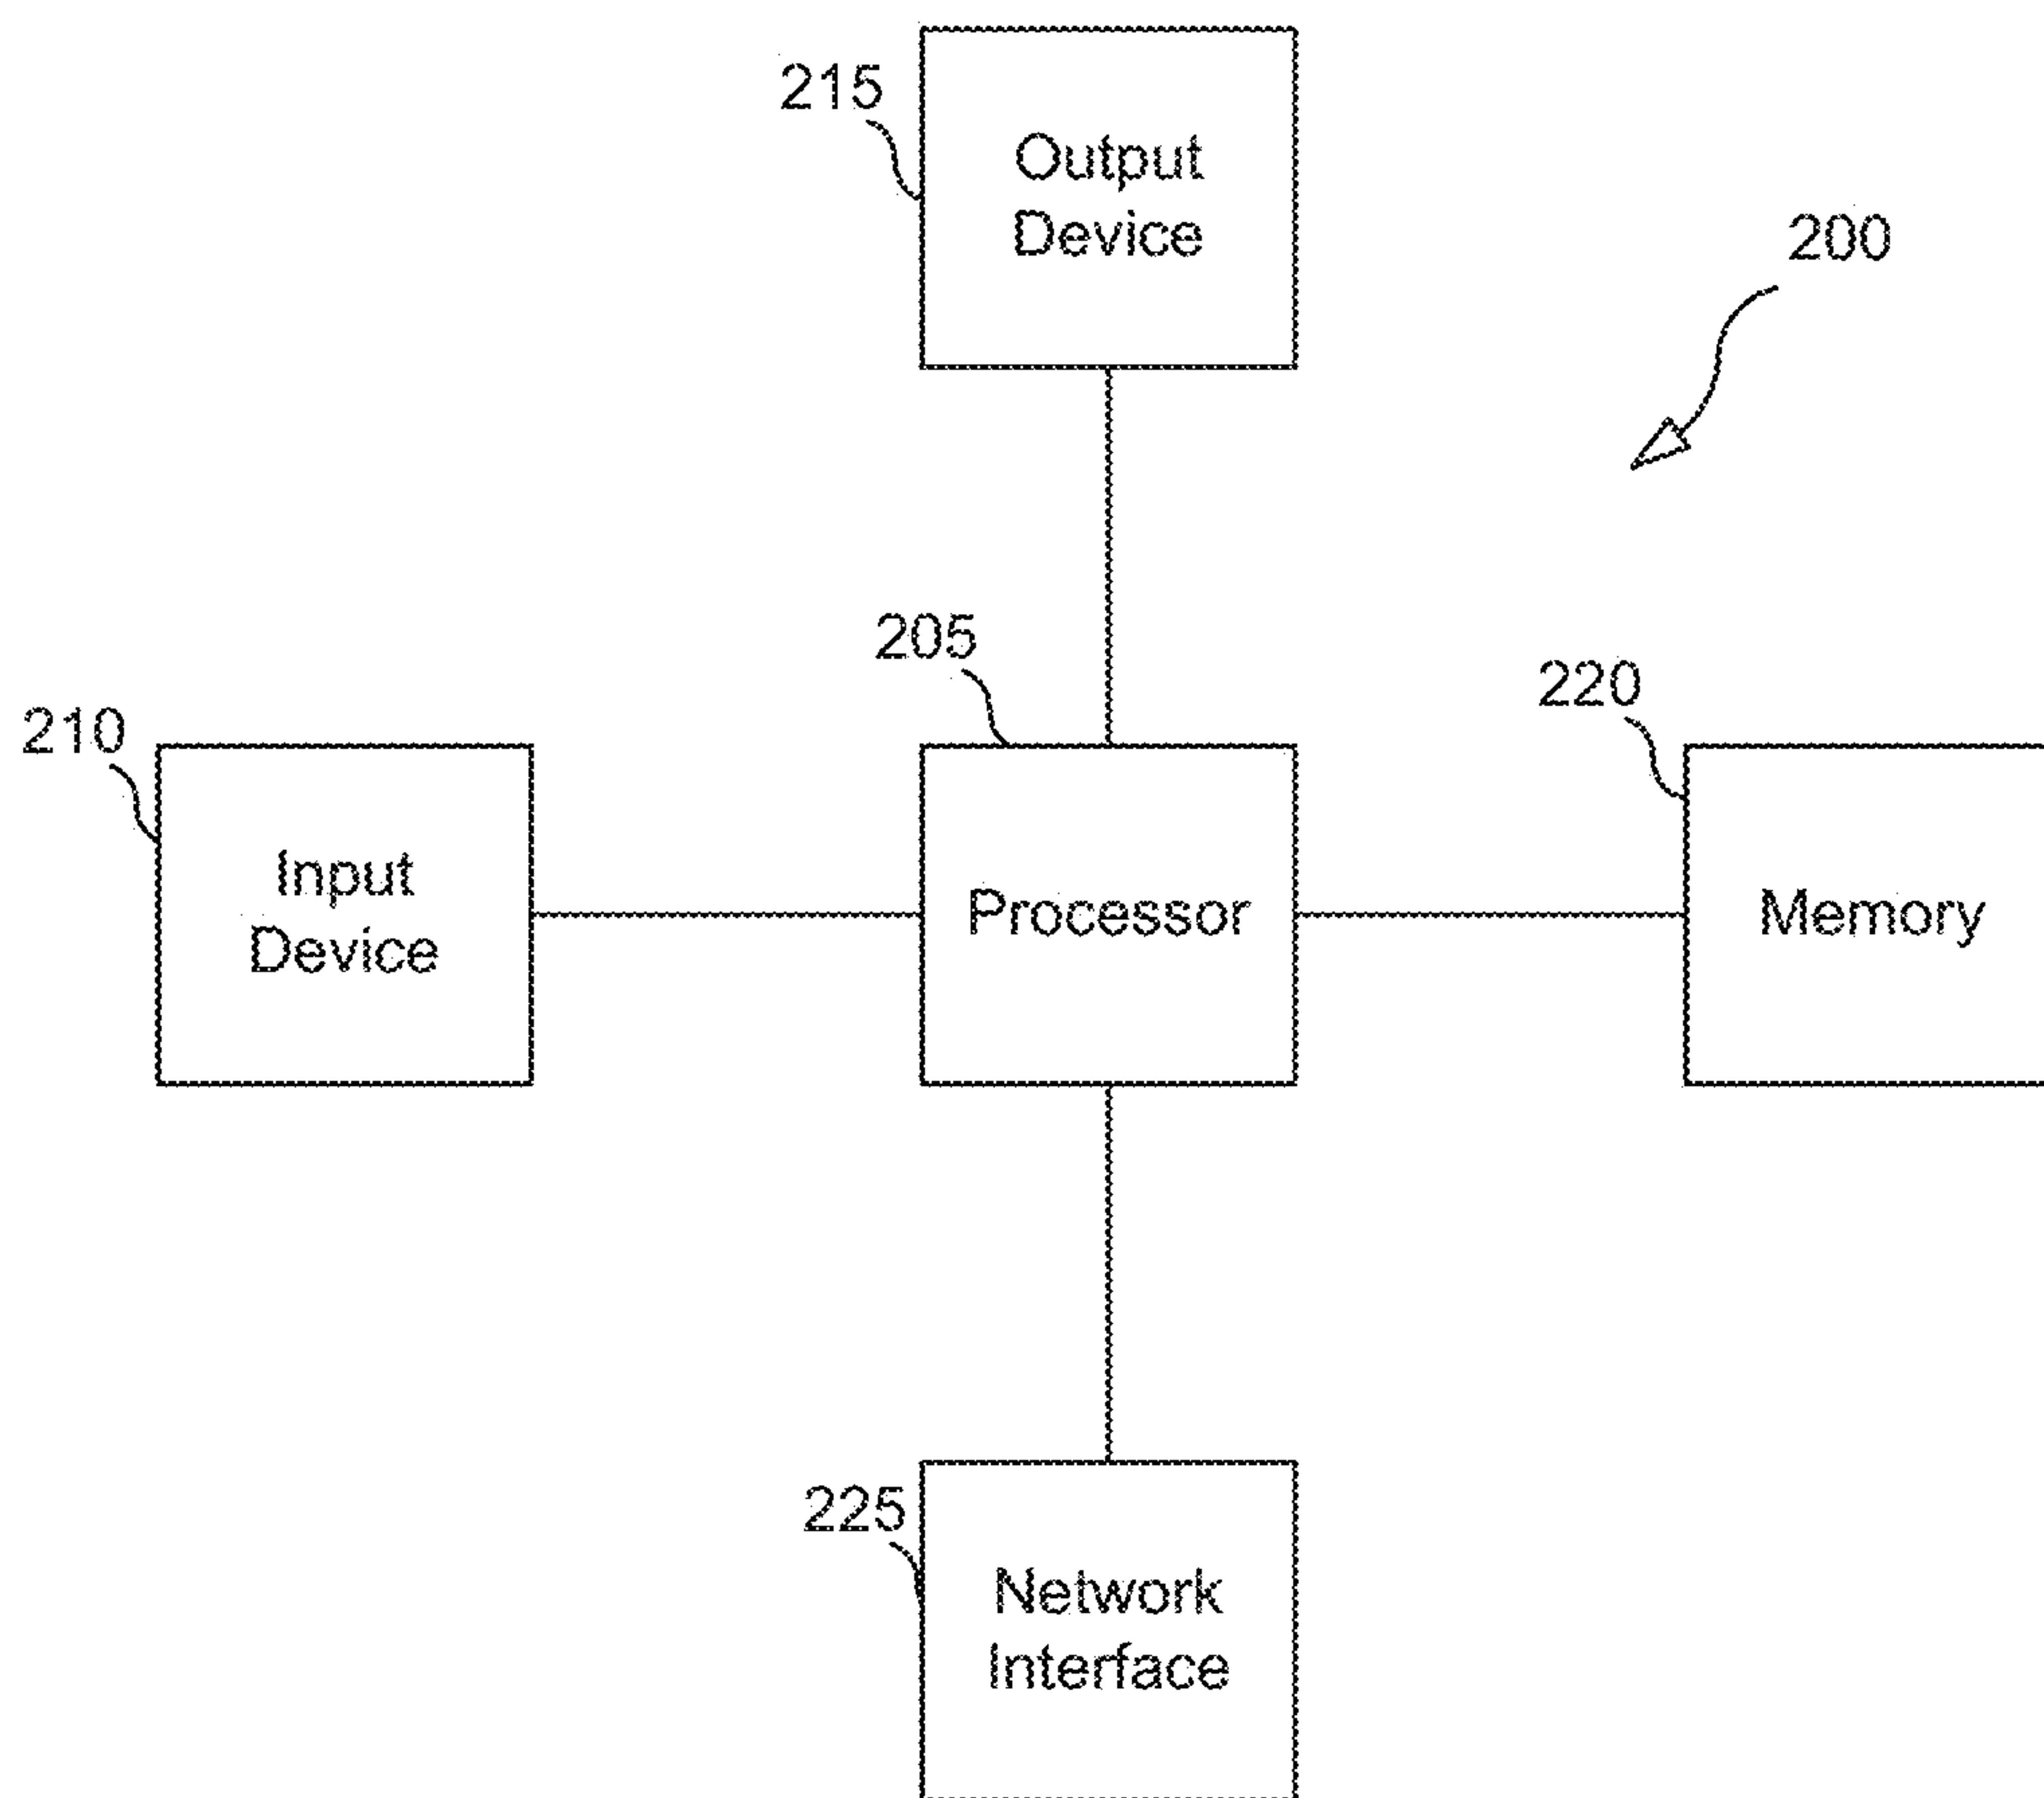 215
Output
Device
200
205
220
210
Input
Device
Processor
Memory
225
Network
Interface